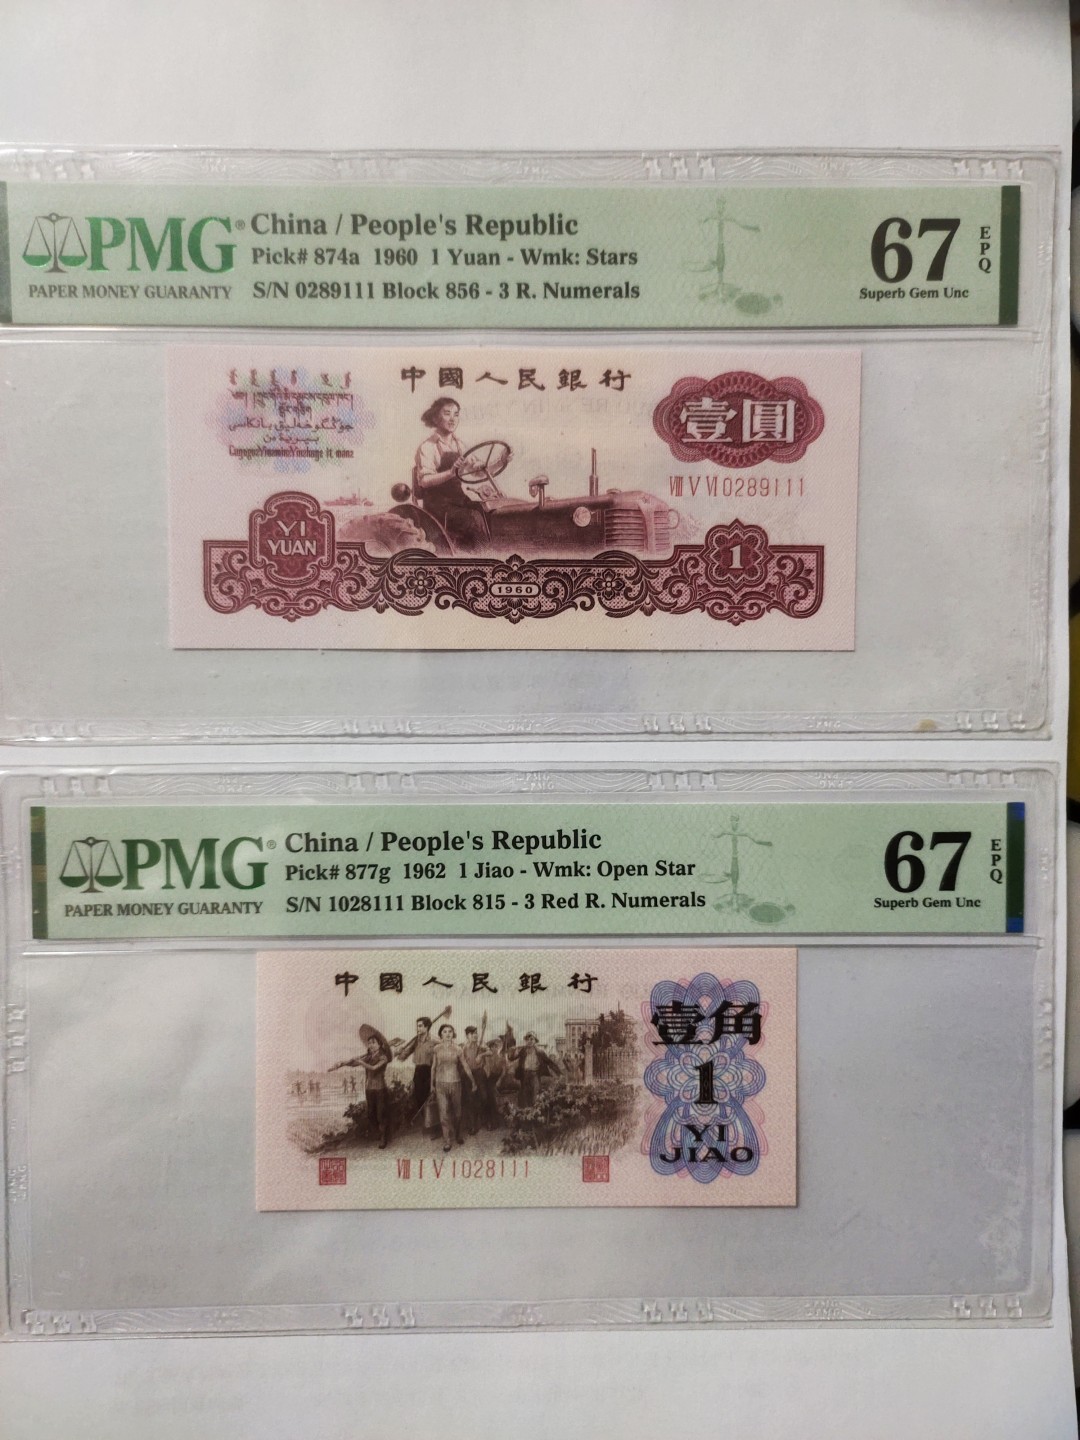 PMG® China / People's Republic
Pick# 874a 1960 1 Yuan - Wmk: Stars
PAPER MONEY GUARANTY
S/N 0289111 Block 856 - 3 R. Numerals
67
EPQ
Superb Gem Unc
中國人民銀行
壹圓
Ⅷ Ⅴ Ⅵ 0289111
YI
YUAN
1
1960
PMG® China / People's Republic
Pick# 877g 1962 1 Jiao - Wmk: Open Star
PAPER MONEY GUARANTY
S/N 1028111 Block 815 - 3 Red R. Numerals
67
EPQ
Superb Gem Unc
中國人民銀行
壹角
1
YI
JIAO
Ⅷ Ⅰ Ⅴ 1028111